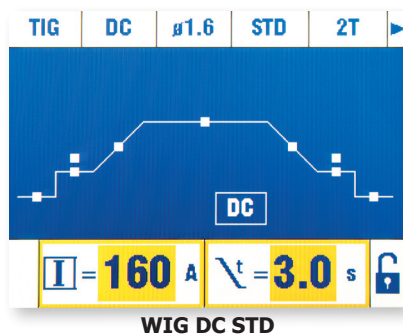 TIG DC ø1.6 STD 2T
DC
I = 160 A t = 3.0 s
WIG DC STD